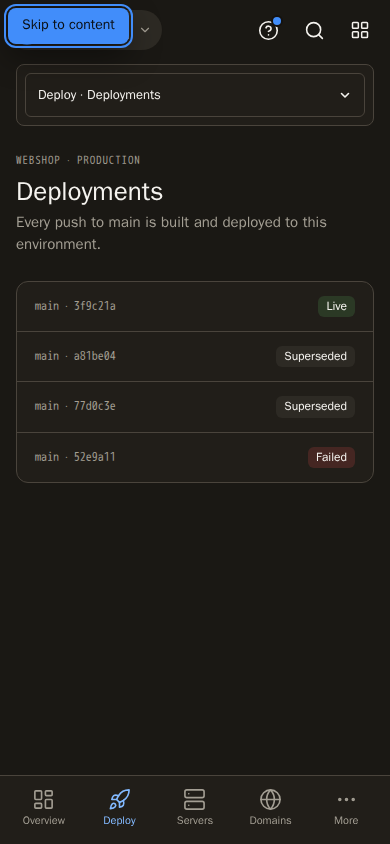 Skip to content
Deploy · Deployments
WEBSHOP · PRODUCTION
Deployments
Every push to main is built and deployed to this
environment.
main · 3f9c21a
Live
main · a81be04
Superseded
main · 77d0c3e
Superseded
main · 52e9a11
Failed
Overview
Deploy
Servers
Domains
More